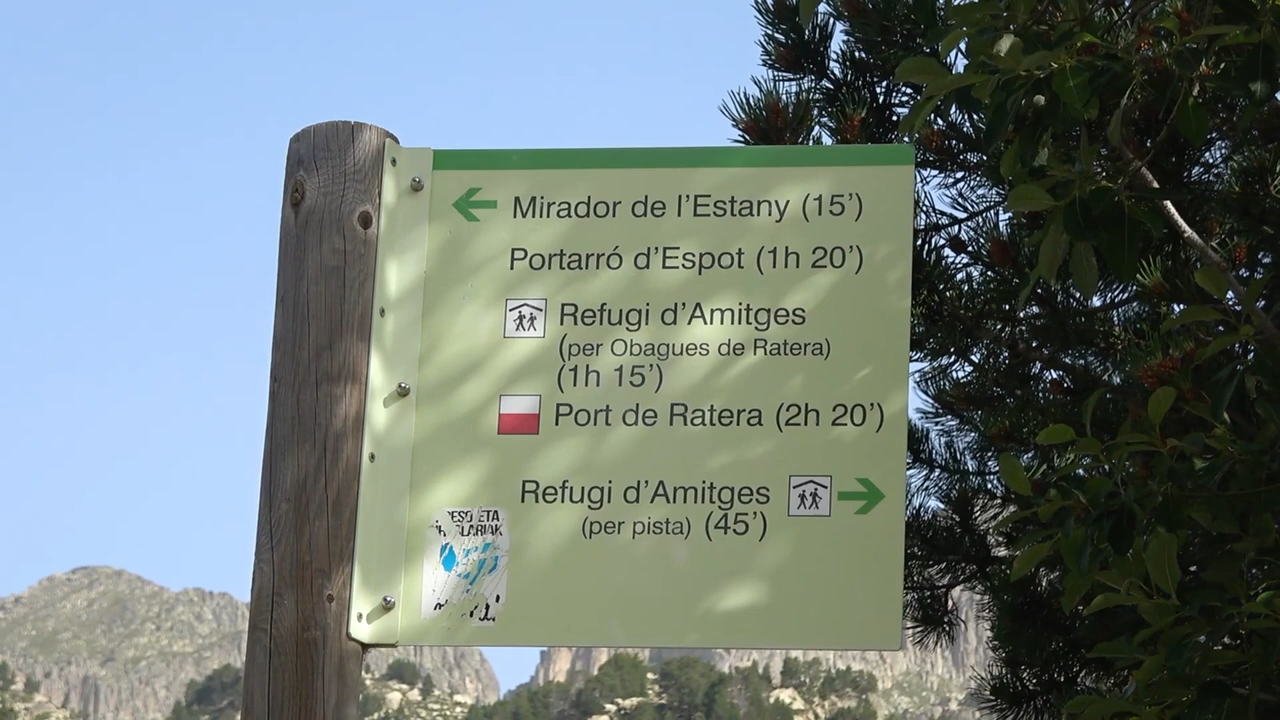 Mirador de l'Estany (15')
Portarró d'Espot (1h 20')
Refugi d'Amitges
(per Obagues de Ratera)
(1h 15')
Port de Ratera (2h 20')
Refugi d'Amitges
(per pista) (45')